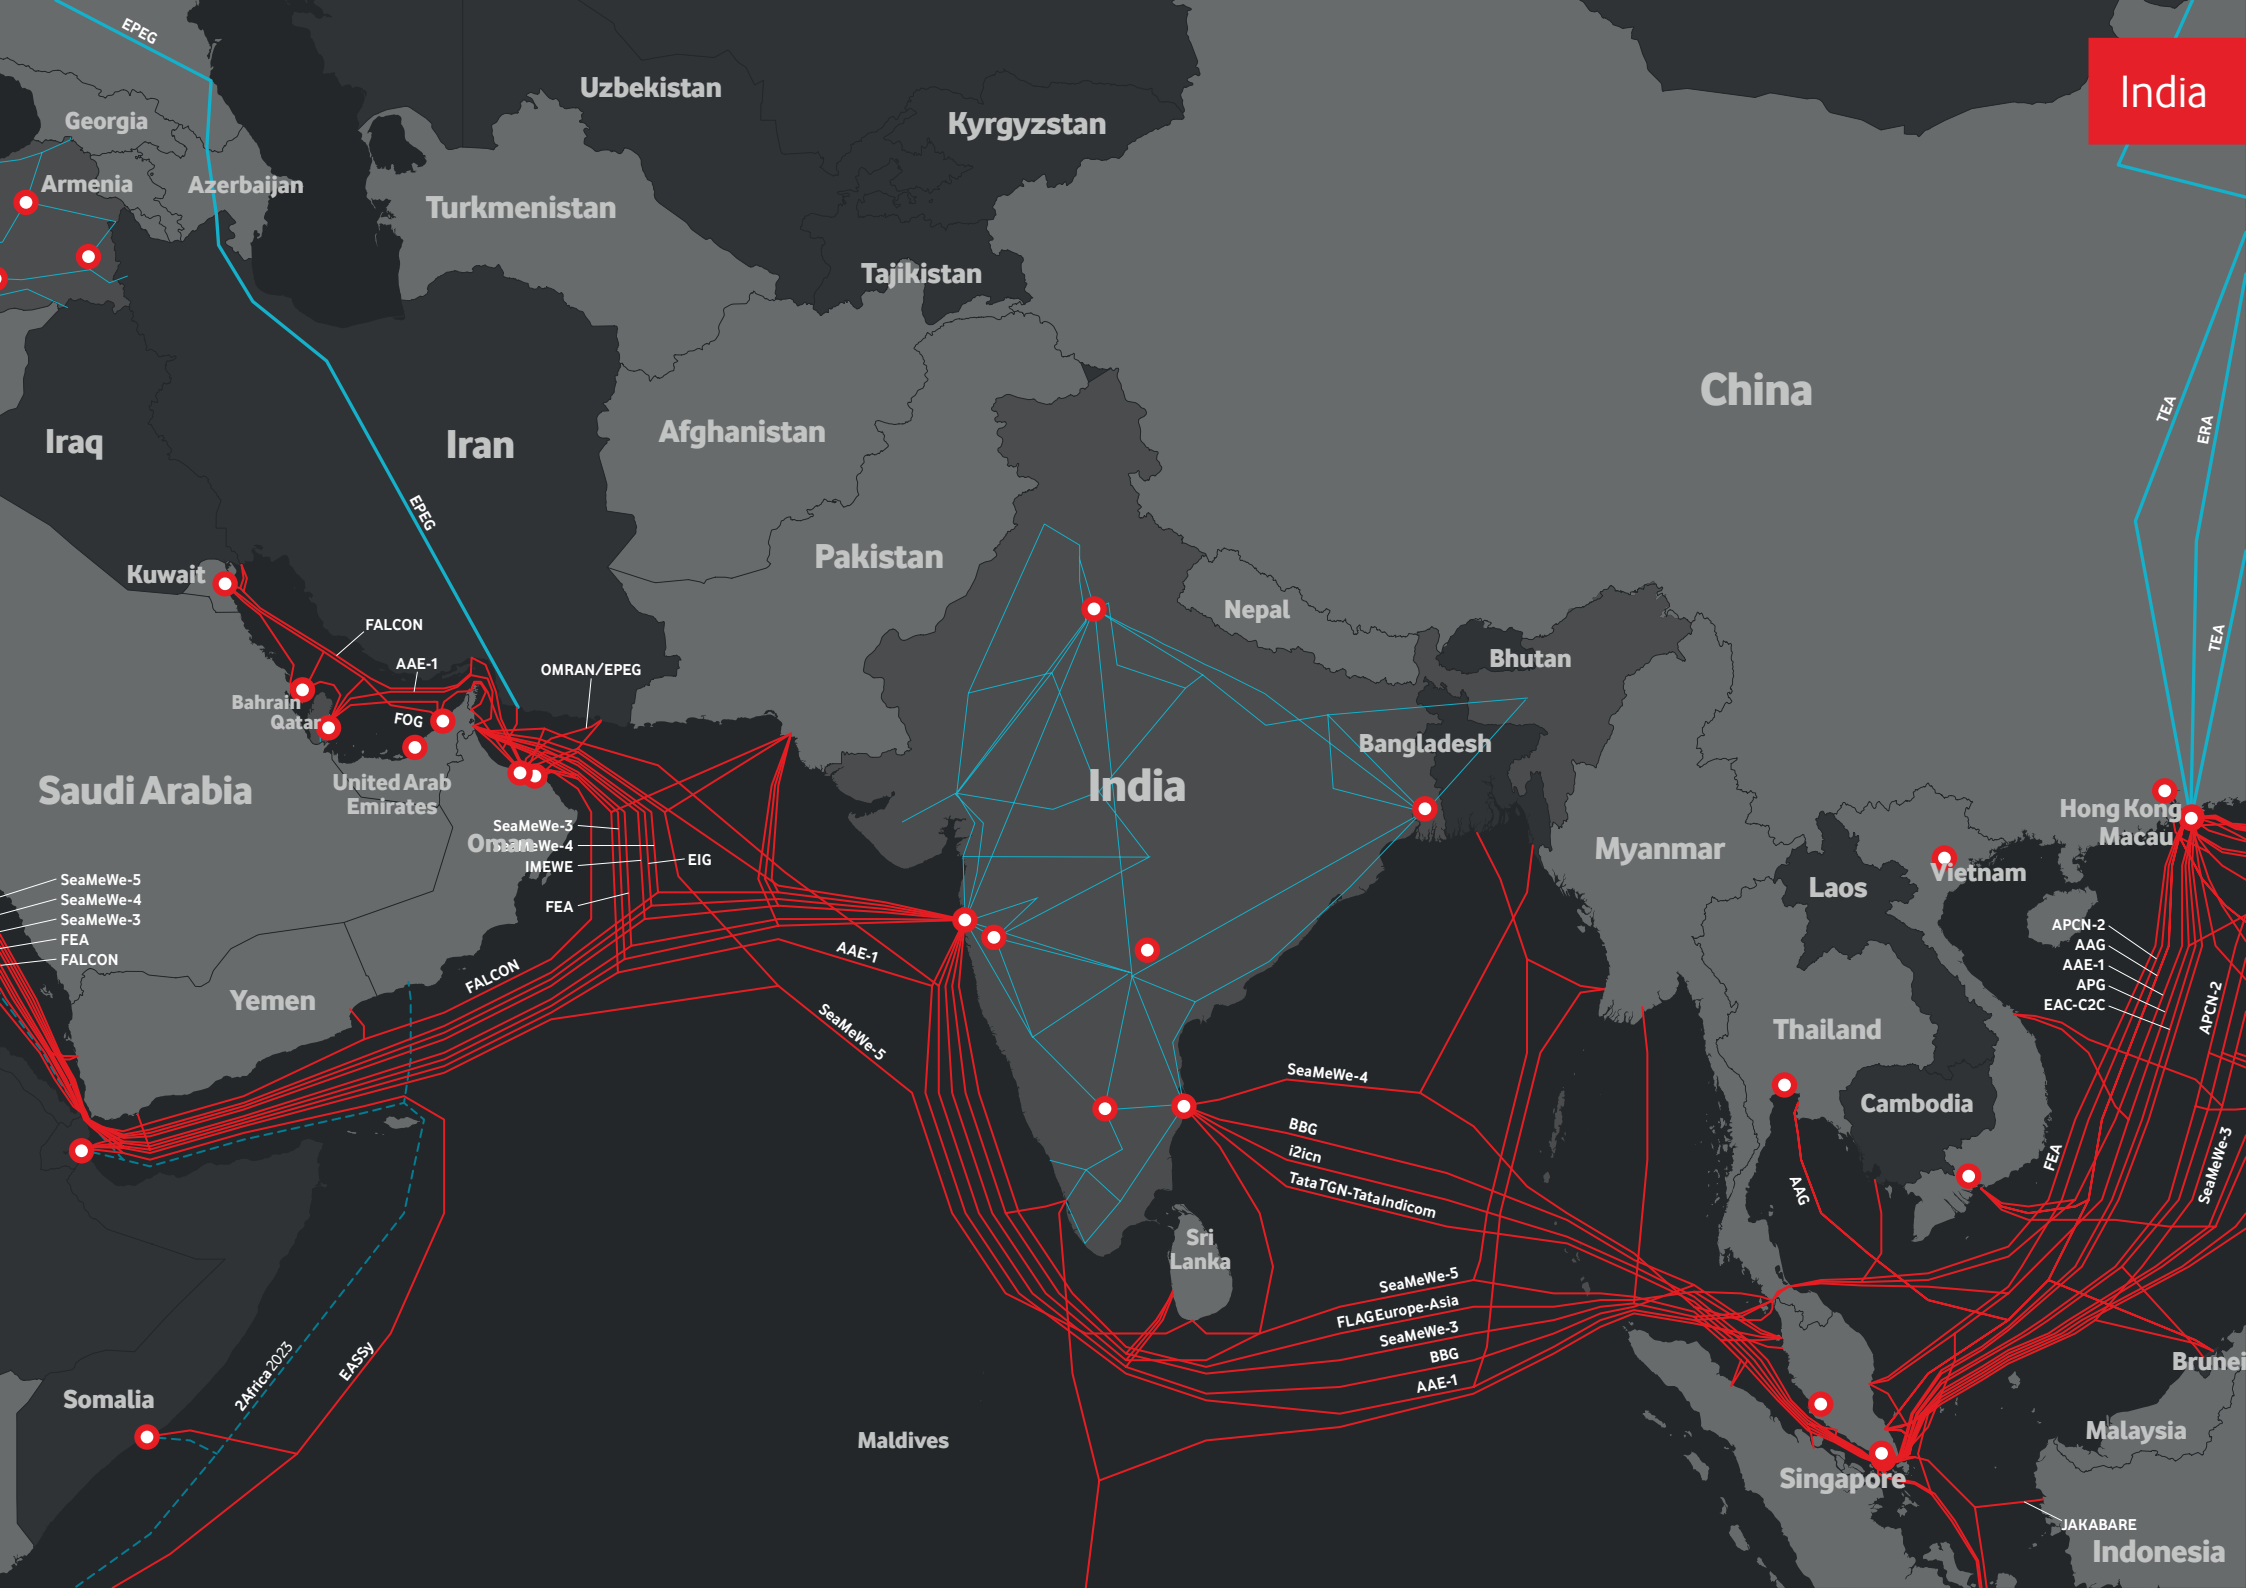 EPEG
India
Uzbekistan
Georgia
Kyrgyzstan
Armenia
Azerbaijan
Turkmenistan
Tajikistan
China
TEA
ERA
Afghanistan
Iraq
Iran
EPEG
Pakistan
Kuwait
Nepal
FALCON
TEA
AAE-1
OMRAN/EPEG
Bhutan
Bahrain
Qatar
FOG
Bangladesh
Saudi Arabia
United Arab
Emirates
India
Hong Kong
Macau
SeaMeWe-3
Oman
SeaMeWe-4
IMEWE
EIG
FEA
Myanmar
Laos
Vietnam
SeaMeWe-5
SeaMeWe-4
SeaMeWe-3
FEA
FALCON
APCN-2
AAG
AAE-1
APG
EAC-C2C
AAE-1
FALCON
Yemen
SeaMeWe-5
APCN-2
Thailand
SeaMeWe-4
Cambodia
BBG
i2icn
Tata TGN-Tata Indicom
FEA
AAG
SeaMeWe-3
Sri
Lanka
SeaMeWe-5
FLAG Europe-Asia
SeaMeWe-3
BBG
AAE-1
2Africa 2023
EASSy
Somalia
Maldives
Brunei
Malaysia
Singapore
JAKABARE
Indonesia